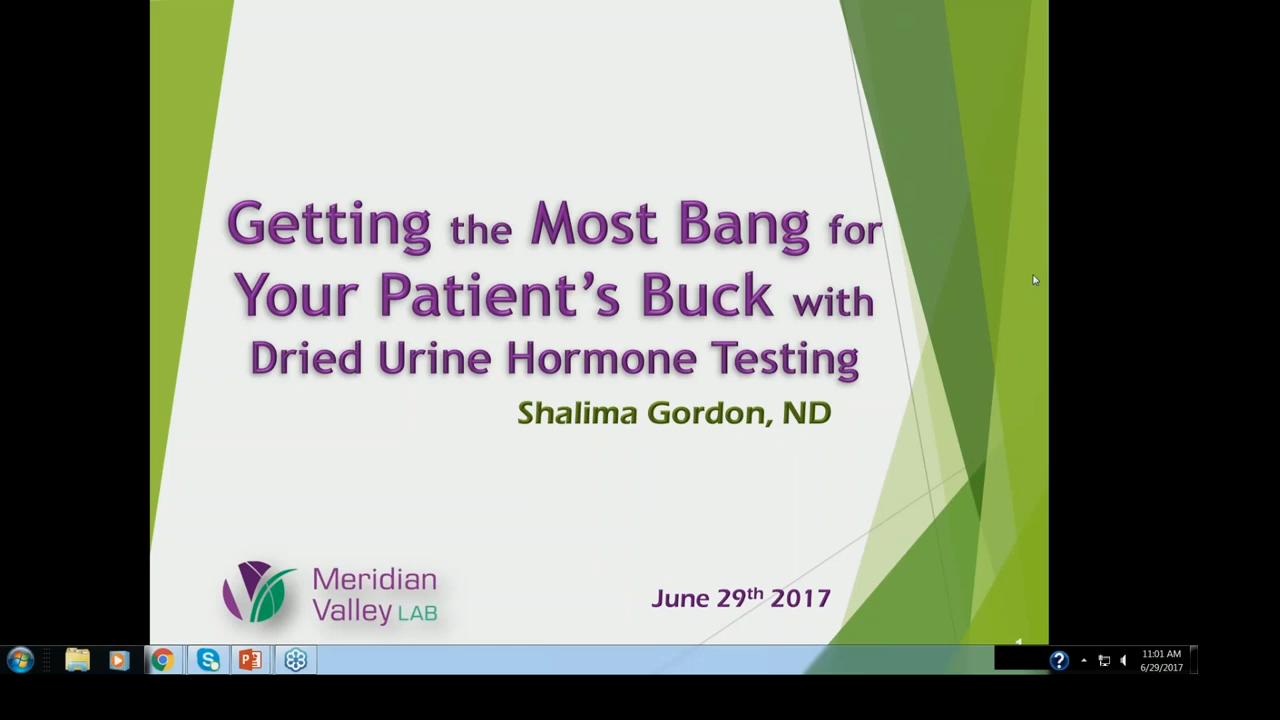 Getting the Most Bang for
Your Patient’s Buck with
Dried Urine Hormone Testing
Shalima Gordon, ND
Meridian
Valley LAB
June 29th 2017
11:01 AM
6/29/2017